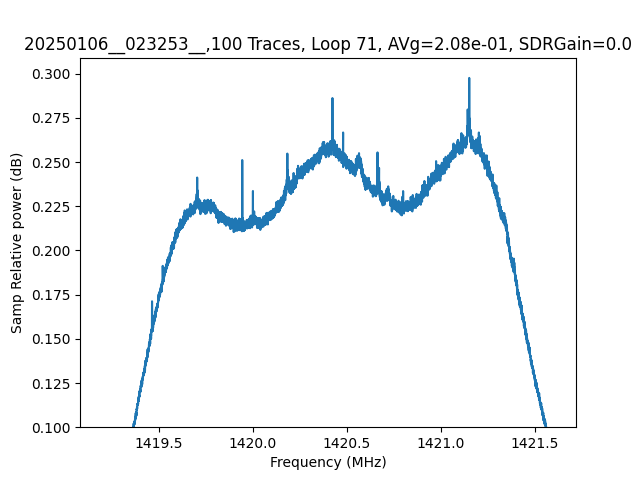 20250106__023253__,100 Traces, Loop 71, AVg=2.08e-01, SDRGain=0.0
0.300
0.275
0.250
0.225
0.200
0.175
0.150
0.125
0.100
Samp Relative power (dB)
1419.5 1420.0 1420.5 1421.0 1421.5
Frequency (MHz)